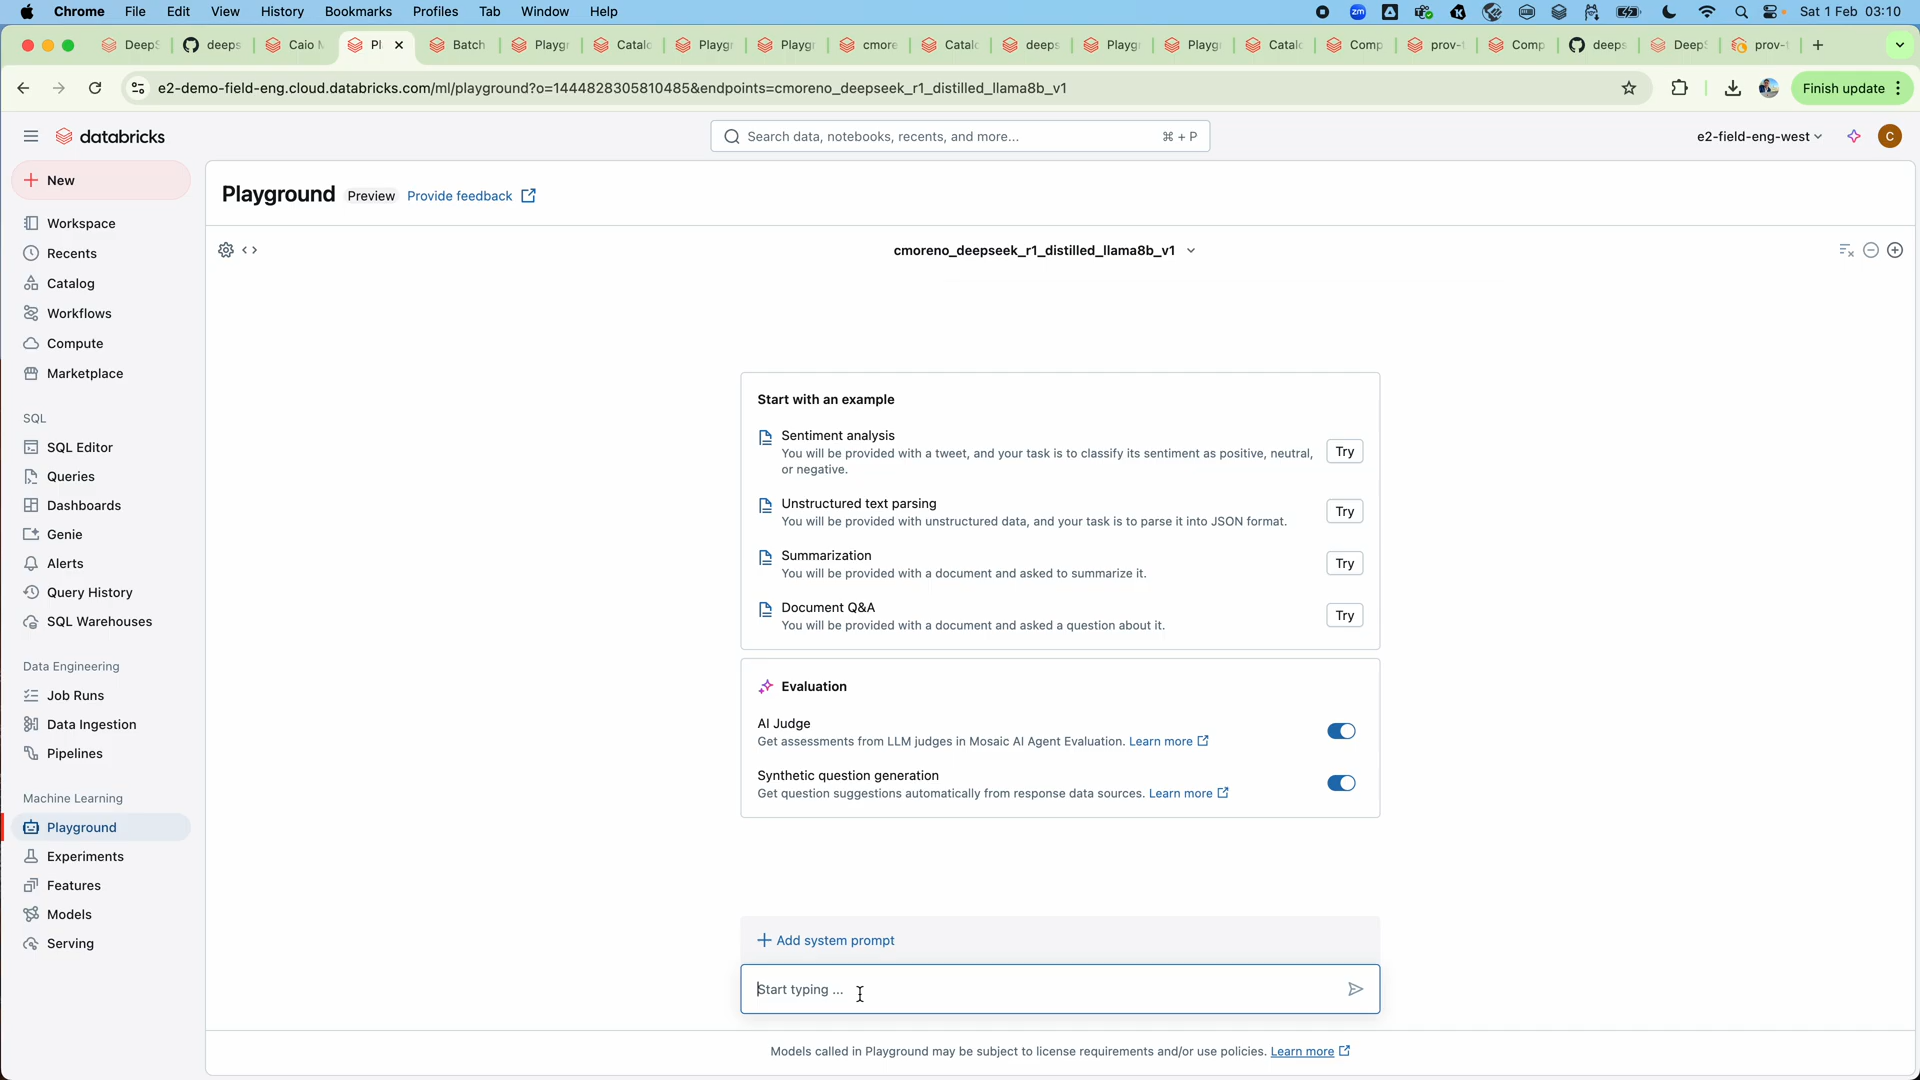 Chrome File Edit View History Bookmarks Profiles Tab Window Help
zm
Sat 1 Feb 03:10
DeepS deeps Caio M Pl Batch Playgr Catalo Playgr Playgr cmore Catalo deeps Playgr Playgr Catalo Comp prov- Comp deeps DeepS prov-
e2-demo-field-eng.cloud.databricks.com/ml/playground?o=1444828305810485&endpoints=cmoreno_deepseek_r1_distilled_llama8b_v1
Finish update
databricks
Search data, notebooks, recents, and more...
⌘ + P
e2-field-eng-west
C
New
Workspace
Recents
Catalog
Workflows
Compute
Marketplace
SQL
SQL Editor
Queries
Dashboards
Genie
Alerts
Query History
SQL Warehouses
Data Engineering
Job Runs
Data Ingestion
Pipelines
Machine Learning
Playground
Experiments
Features
Models
Serving
Playground Preview Provide feedback
cmoreno_deepseek_r1_distilled_llama8b_v1
Start with an example
Sentiment analysis
You will be provided with a tweet, and your task is to classify its sentiment as positive, neutral,
or negative.
Try
Unstructured text parsing
You will be provided with unstructured data, and your task is to parse it into JSON format.
Try
Summarization
You will be provided with a document and asked to summarize it.
Try
Document Q&A
You will be provided with a document and asked a question about it.
Try
Evaluation
AI Judge
Get assessments from LLM judges in Mosaic AI Agent Evaluation. Learn more
Synthetic question generation
Get question suggestions automatically from response data sources. Learn more
Add system prompt
Start typing ...
Models called in Playground may be subject to license requirements and/or use policies. Learn more